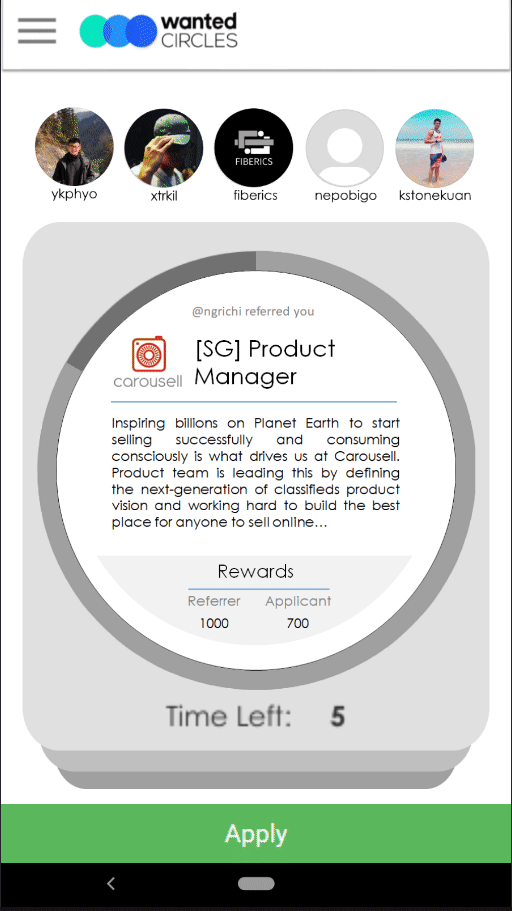 wanted
CIRCLES
ykphyo
xtrkil
FIBERICS
fiberics
nepobigo
kstonekuan
@ngrichi referred you
carousell
[SG] Product
Manager
Inspiring billions on Planet Earth to start
selling successfully and consuming
consciously is what drives us at Carousell.
Product team is leading this by defining
the next-generation of classifieds product
vision and working hard to build the best
place for anyone to sell online...
Rewards
Referrer Applicant
1000 700
Time Left: 5
Apply